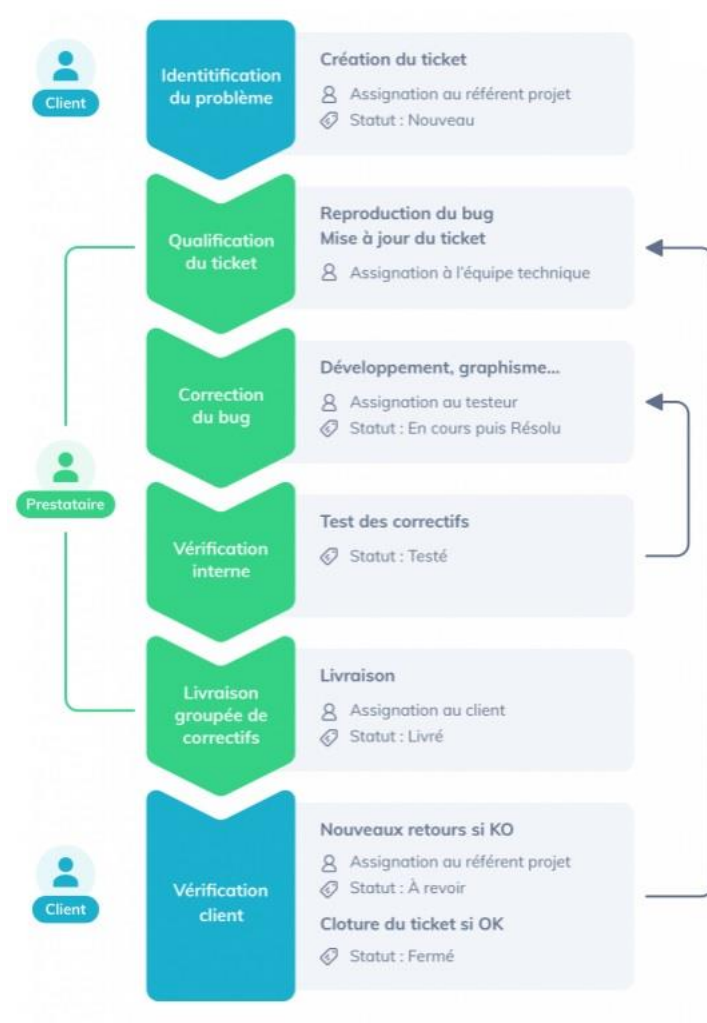 Client
Identitification
du problème
Création du ticket
Assignation au référent projet
Statut : Nouveau
Qualification
du ticket
Reproduction du bug
Mise à jour du ticket
Assignation à l'équipe technique
Correction
du bug
Développement, graphisme...
Assignation au testeur
Statut : En cours puis Résolu
Prestataire
Vérification
interne
Test des correctifs
Statut : Testé
Livraison
groupée de
correctifs
Livraison
Assignation au client
Statut : Livré
Client
Vérification
client
Nouveaux retours si KO
Assignation au référent projet
Statut : À revoir
Cloture du ticket si OK
Statut : Fermé